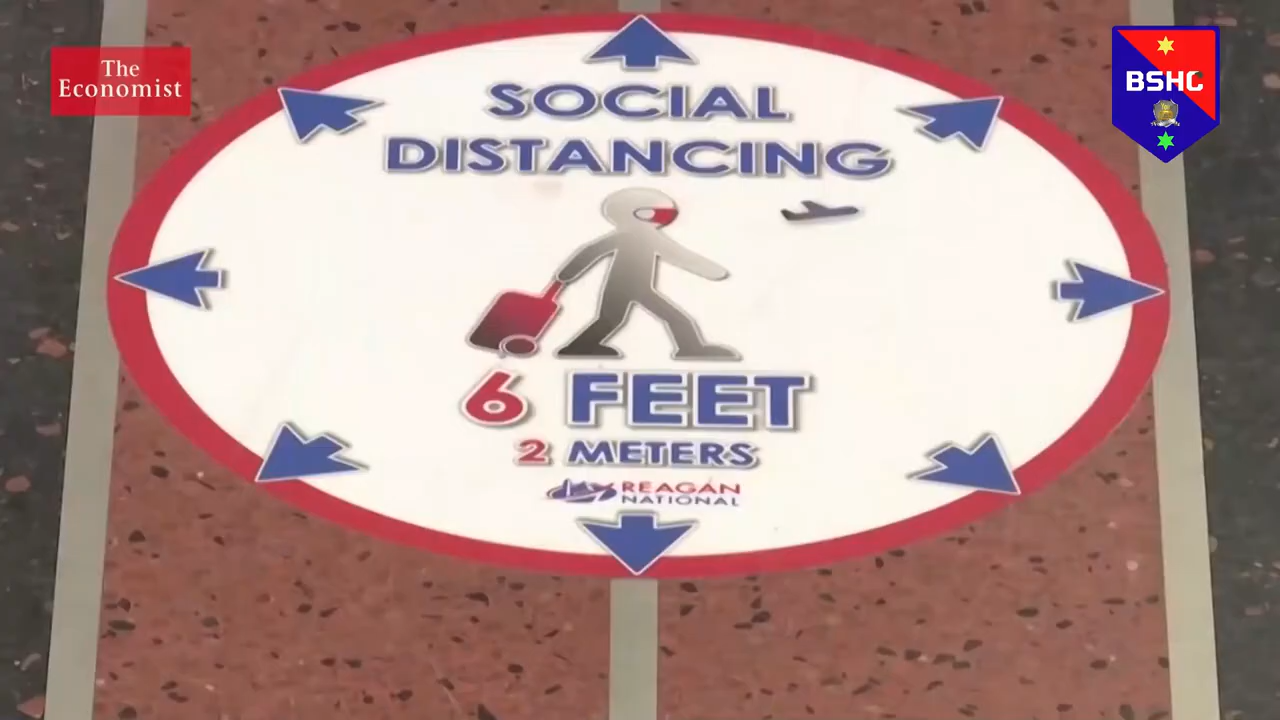 The
Economist
BSHC
SOCIAL
DISTANCING
6 FEET
2 METERS
REAGAN
NATIONAL